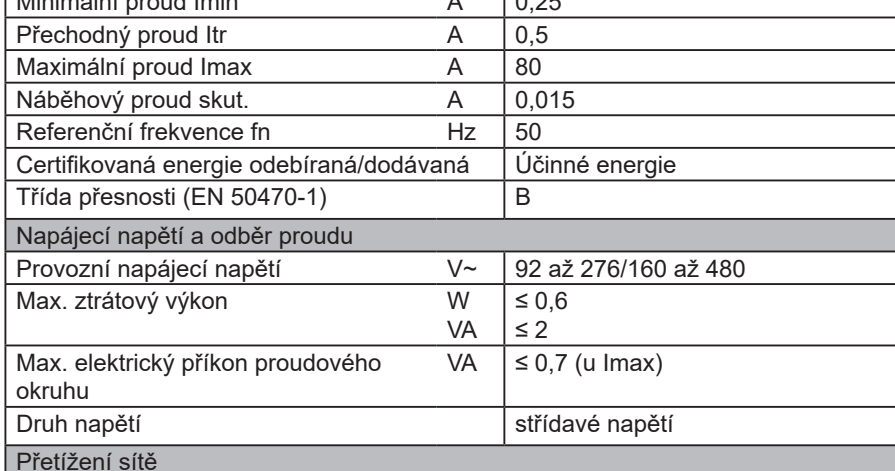 Minimální proud Imin A 0,25
Přechodný proud Itr A 0,5
Maximální proud Imax A 80
Náběhový proud skut. A 0,015
Referenční frekvence fn Hz 50
Certifikovaná energie odebíraná/dodávaná Účinné energie
Třída přesnosti (EN 50470-1) B
Napájecí napětí a odběr proudu
Provozní napájecí napětí V~ 92 až 276/160 až 480
Max. ztrátový výkon W ≤ 0,6
VA ≤ 2
Max. elektrický příkon proudového VA ≤ 0,7 (u Imax)
okruhu
Druh napětí střídavé napětí
Přetížení sítě